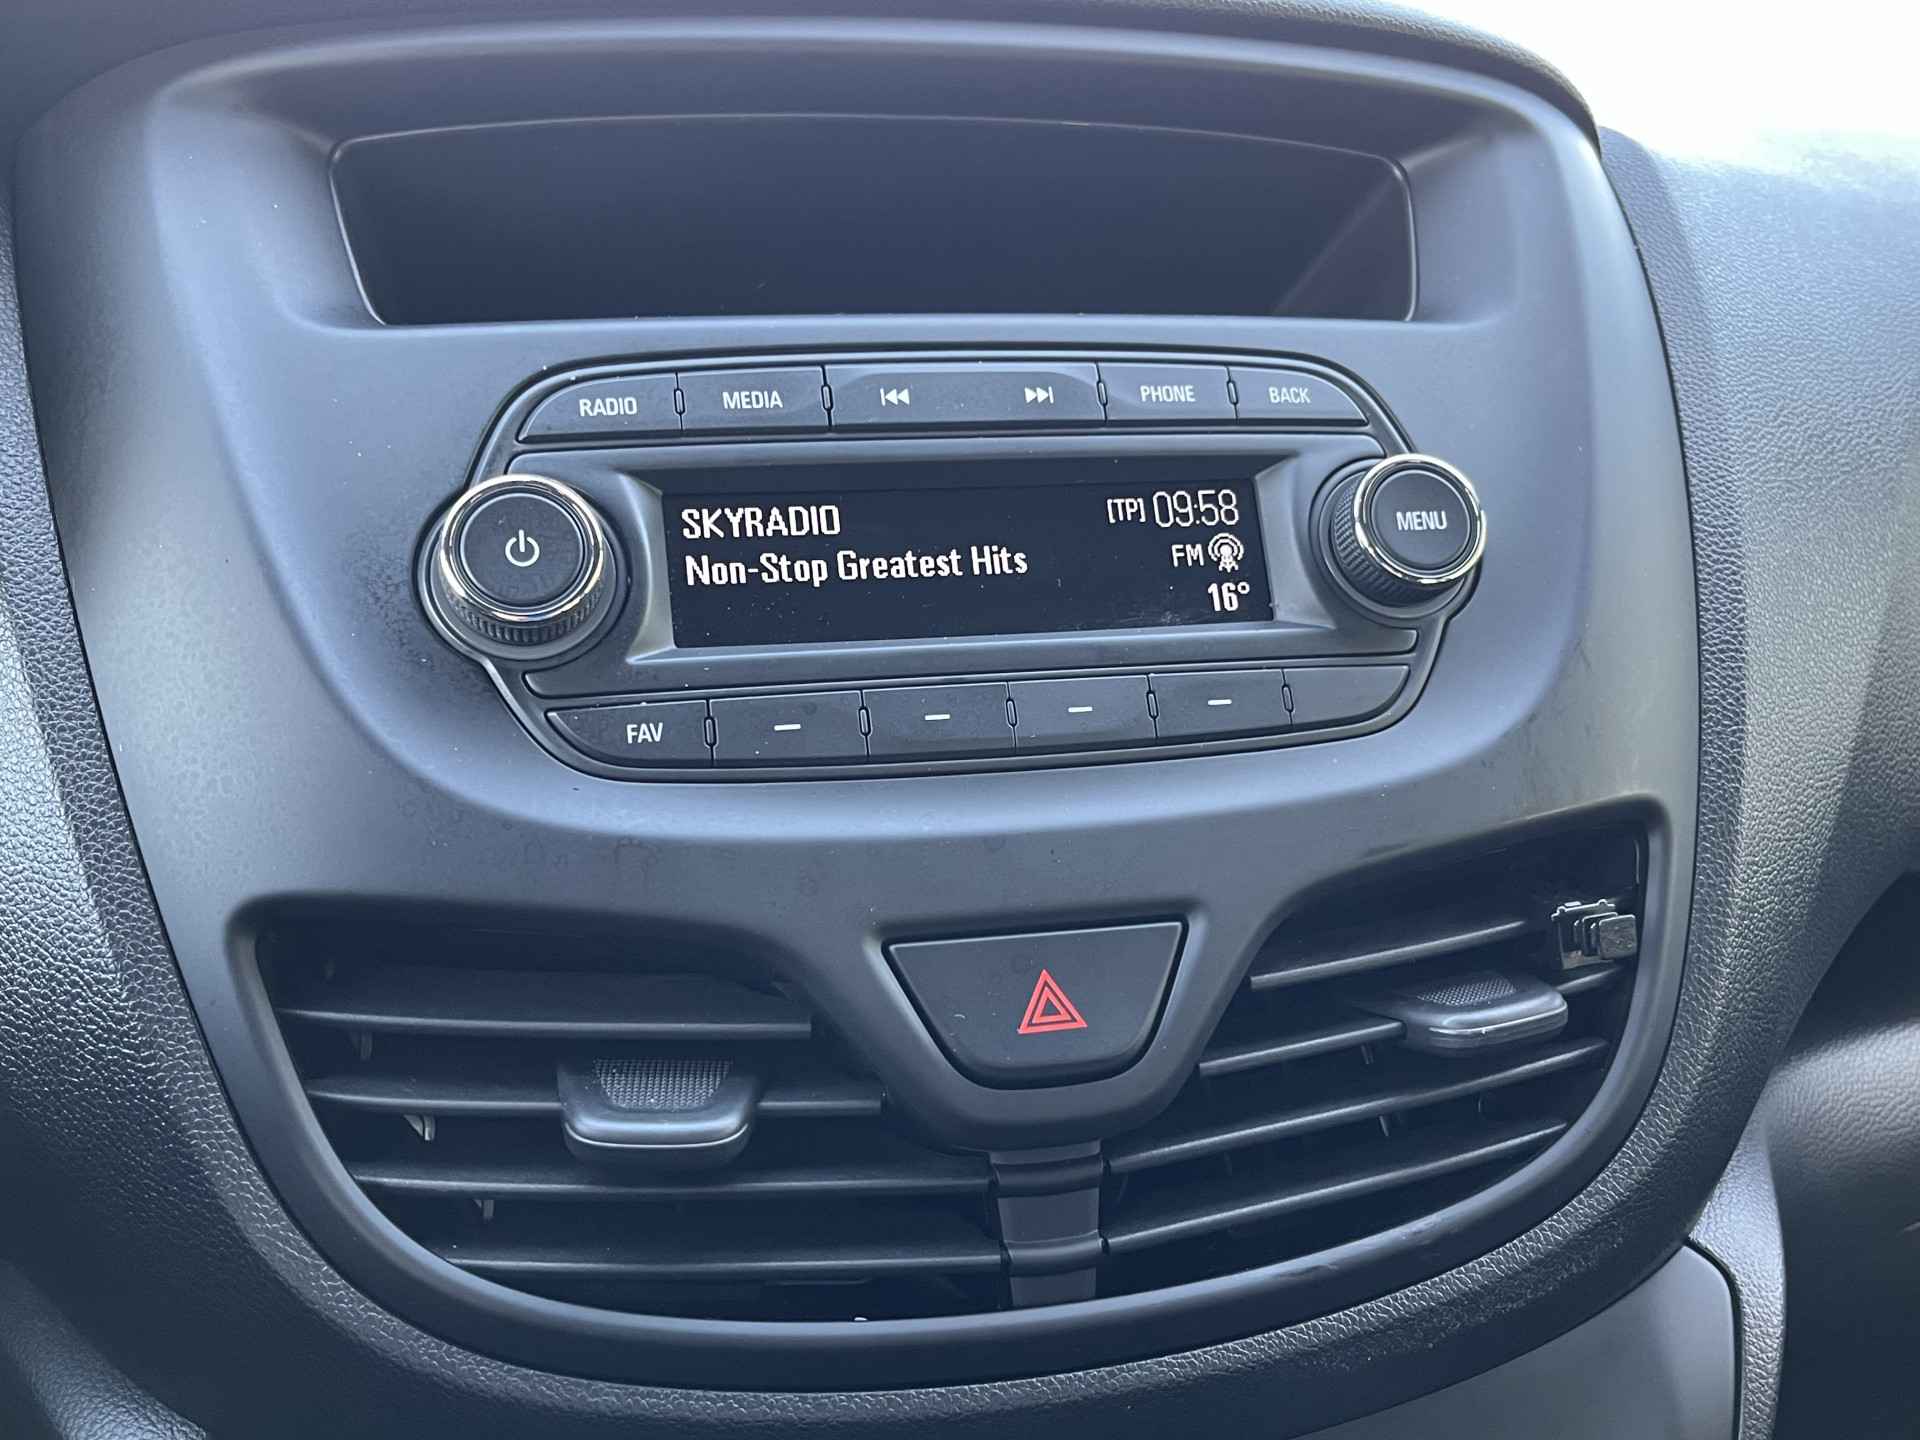 RADIO MEDIA PHONE BACK
SKYRADIO [TP] 09:58
Non-Stop Greatest Hits FM
16°
MENU
FAV